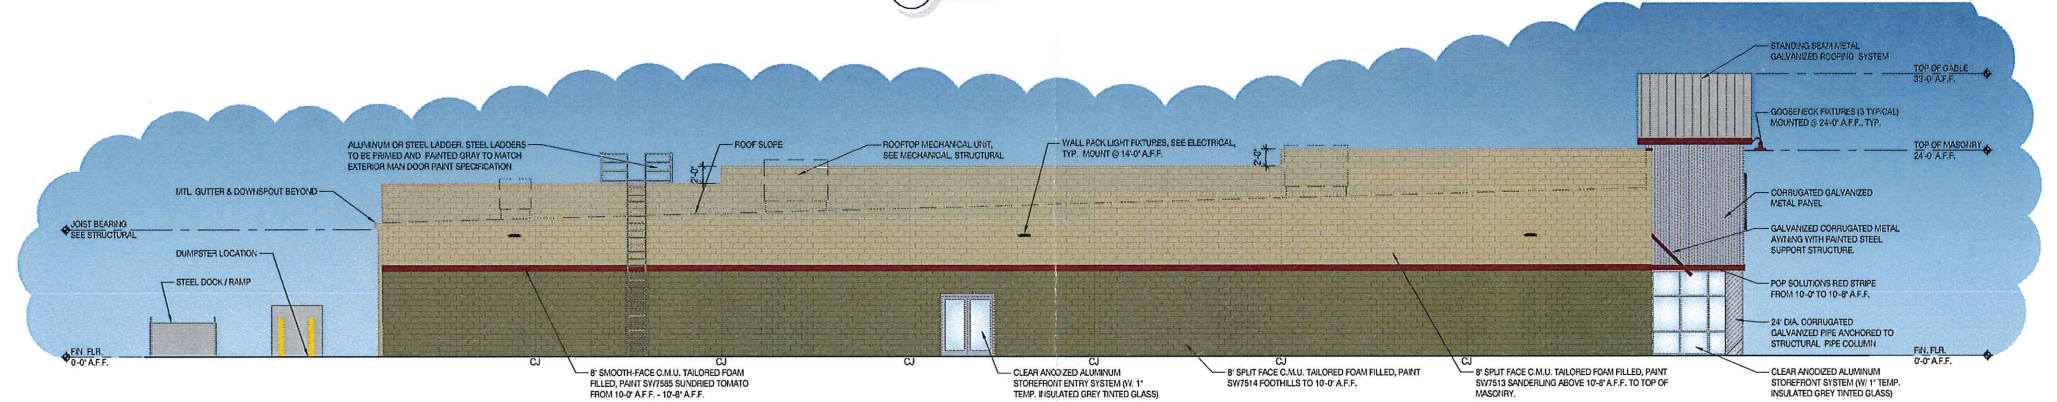 STANDING SEAM METAL
GALVANIZED ROOFING SYSTEM
TOP OF GABLE
33'-0" A.F.F.
GOOSENECK FIXTURES (3 TYPICAL)
MOUNTED @ 24'-0" A.F.F., TYP.
ALUMINUM OR STEEL LADDER. STEEL LADDERS
TO BE PRIMED AND PAINTED GRAY TO MATCH
EXTERIOR MAN DOOR PAINT SPECIFICATION
2'-0"
ROOF SLOPE
ROOFTOP MECHANICAL UNIT,
SEE MECHANICAL, STRUCTURAL
WALL PACK LIGHT FIXTURES, SEE ELECTRICAL,
TYP. MOUNT @ 14'-0" A.F.F.
2'-0"
TOP OF MASONRY
24'-0" A.F.F.
MTL. GUTTER & DOWNSPOUT BEYOND
CORRUGATED GALVANIZED
METAL PANEL
JOIST BEARING
SEE STRUCTURAL
GALVANIZED CORRUGATED METAL
AWNING WITH PAINTED STEEL
SUPPORT STRUCTURE.
DUMPSTER LOCATION
STEEL DOCK / RAMP
POP SOLUTIONS RED STRIPE
FROM 10'-0" TO 10'-8" A.F.F.
24" DIA. CORRUGATED
GALVANIZED PIPE ANCHORED TO
STRUCTURAL PIPE COLUMN
FIN. FLR.
0'-0" A.F.F.
CJ
CJ
CJ
CJ
CJ
CJ
FIN. FLR.
0'-0" A.F.F.
8" SMOOTH-FACE C.M.U. TAILORED FOAM
FILLED, PAINT SW7585 SUNDRIED TOMATO
FROM 10'-0" A.F.F. - 10'-8" A.F.F.
CLEAR ANODIZED ALUMINUM
STOREFRONT ENTRY SYSTEM (W. 1"
TEMP. INSULATED GREY TINTED GLASS)
8" SPLIT FACE C.M.U. TAILORED FOAM FILLED, PAINT
SW7514 FOOTHILLS TO 10'-0" A.F.F.
8" SPLIT FACE C.M.U. TAILORED FOAM FILLED, PAINT
SW7513 SANDERLING ABOVE 10'-8" A.F.F. TO TOP OF
MASONRY.
CLEAR ANODIZED ALUMINUM
STOREFRONT SYSTEM (W/ 1" TEMP.
INSULATED GREY TINTED GLASS)